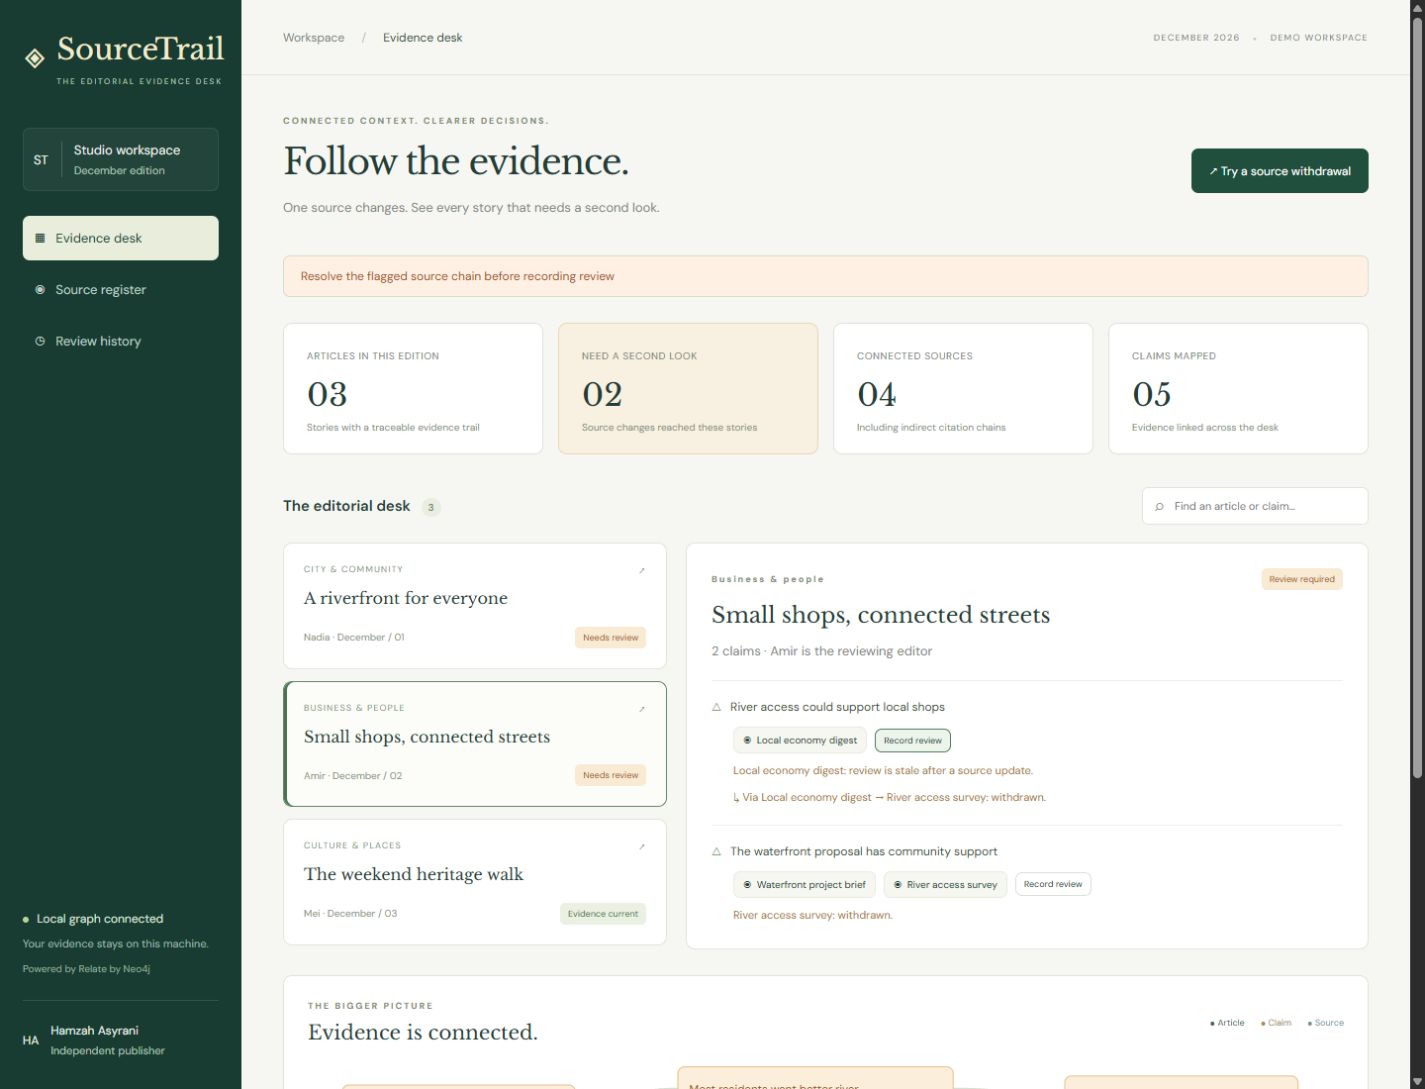 SourceTrail
THE EDITORIAL EVIDENCE DESK
ST
Studio workspace
December edition
Evidence desk
Source register
Review history
Local graph connected
Your evidence stays on this machine.
Powered by Relate by Neo4j
HA
Hamzah Asyrani
Independent publisher
Workspace / Evidence desk
DECEMBER 2026 • DEMO WORKSPACE
CONNECTED CONTEXT. CLEARER DECISIONS.
Follow the evidence.
One source changes. See every story that needs a second look.
↗ Try a source withdrawal
Resolve the flagged source chain before recording review
ARTICLES IN THIS EDITION
03
Stories with a traceable evidence trail
NEED A SECOND LOOK
02
Source changes reached these stories
CONNECTED SOURCES
04
Including indirect citation chains
CLAIMS MAPPED
05
Evidence linked across the desk
The editorial desk 3
Find an article or claim...
CITY & COMMUNITY ↗
A riverfront for everyone
Nadia · December / 01 Needs review
BUSINESS & PEOPLE ↗
Small shops, connected streets
Amir · December / 02 Needs review
CULTURE & PLACES ↗
The weekend heritage walk
Mei · December / 03 Evidence current
Business & people Review required
Small shops, connected streets
2 claims · Amir is the reviewing editor
△ River access could support local shops
◉ Local economy digest Record review
Local economy digest: review is stale after a source update.
↳ Via Local economy digest → River access survey: withdrawn.
△ The waterfront proposal has community support
◉ Waterfront project brief ◉ River access survey Record review
River access survey: withdrawn.
THE BIGGER PICTURE
Evidence is connected.
● Article ● Claim ● Source
Most residents want better river